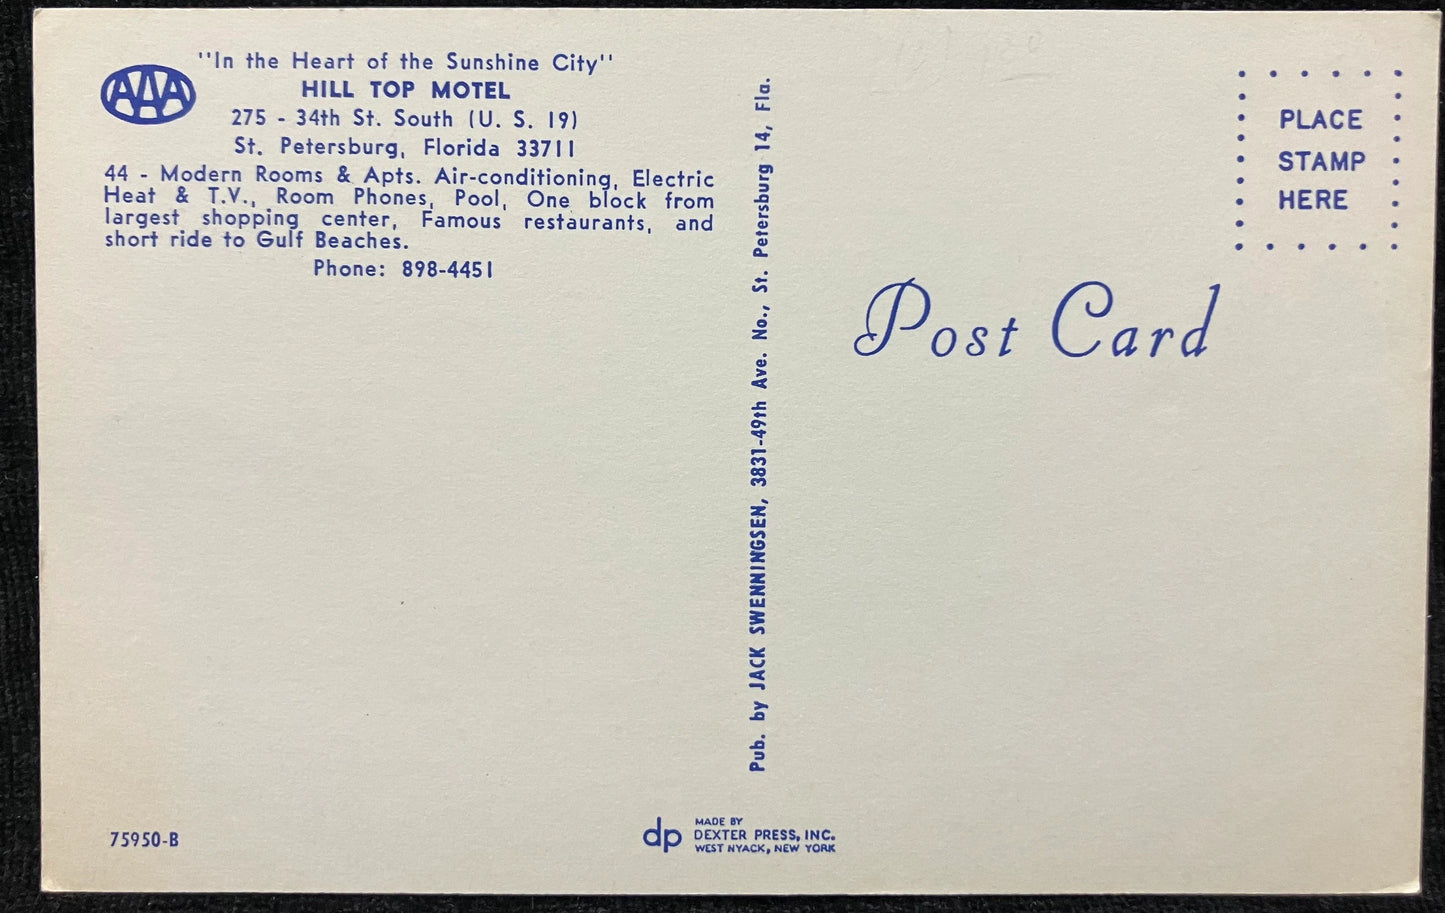 AAA
''In the Heart of the Sunshine City''
HILL TOP MOTEL
275 - 34th St. South (U. S. 19)
St. Petersburg, Florida 33711
44 - Modern Rooms & Apts. Air-conditioning, Electric
Heat & T.V., Room Phones, Pool, One block from
largest shopping center, Famous restaurants, and
short ride to Gulf Beaches.
Phone: 898-4451
75950-B
Pub. by JACK SWENNINGSEN, 3831-49th Ave. No., St. Petersburg 14, Fla.
dp
MADE BY
DEXTER PRESS, INC.
WEST NYACK, NEW YORK
PLACE
STAMP
HERE
Post Card